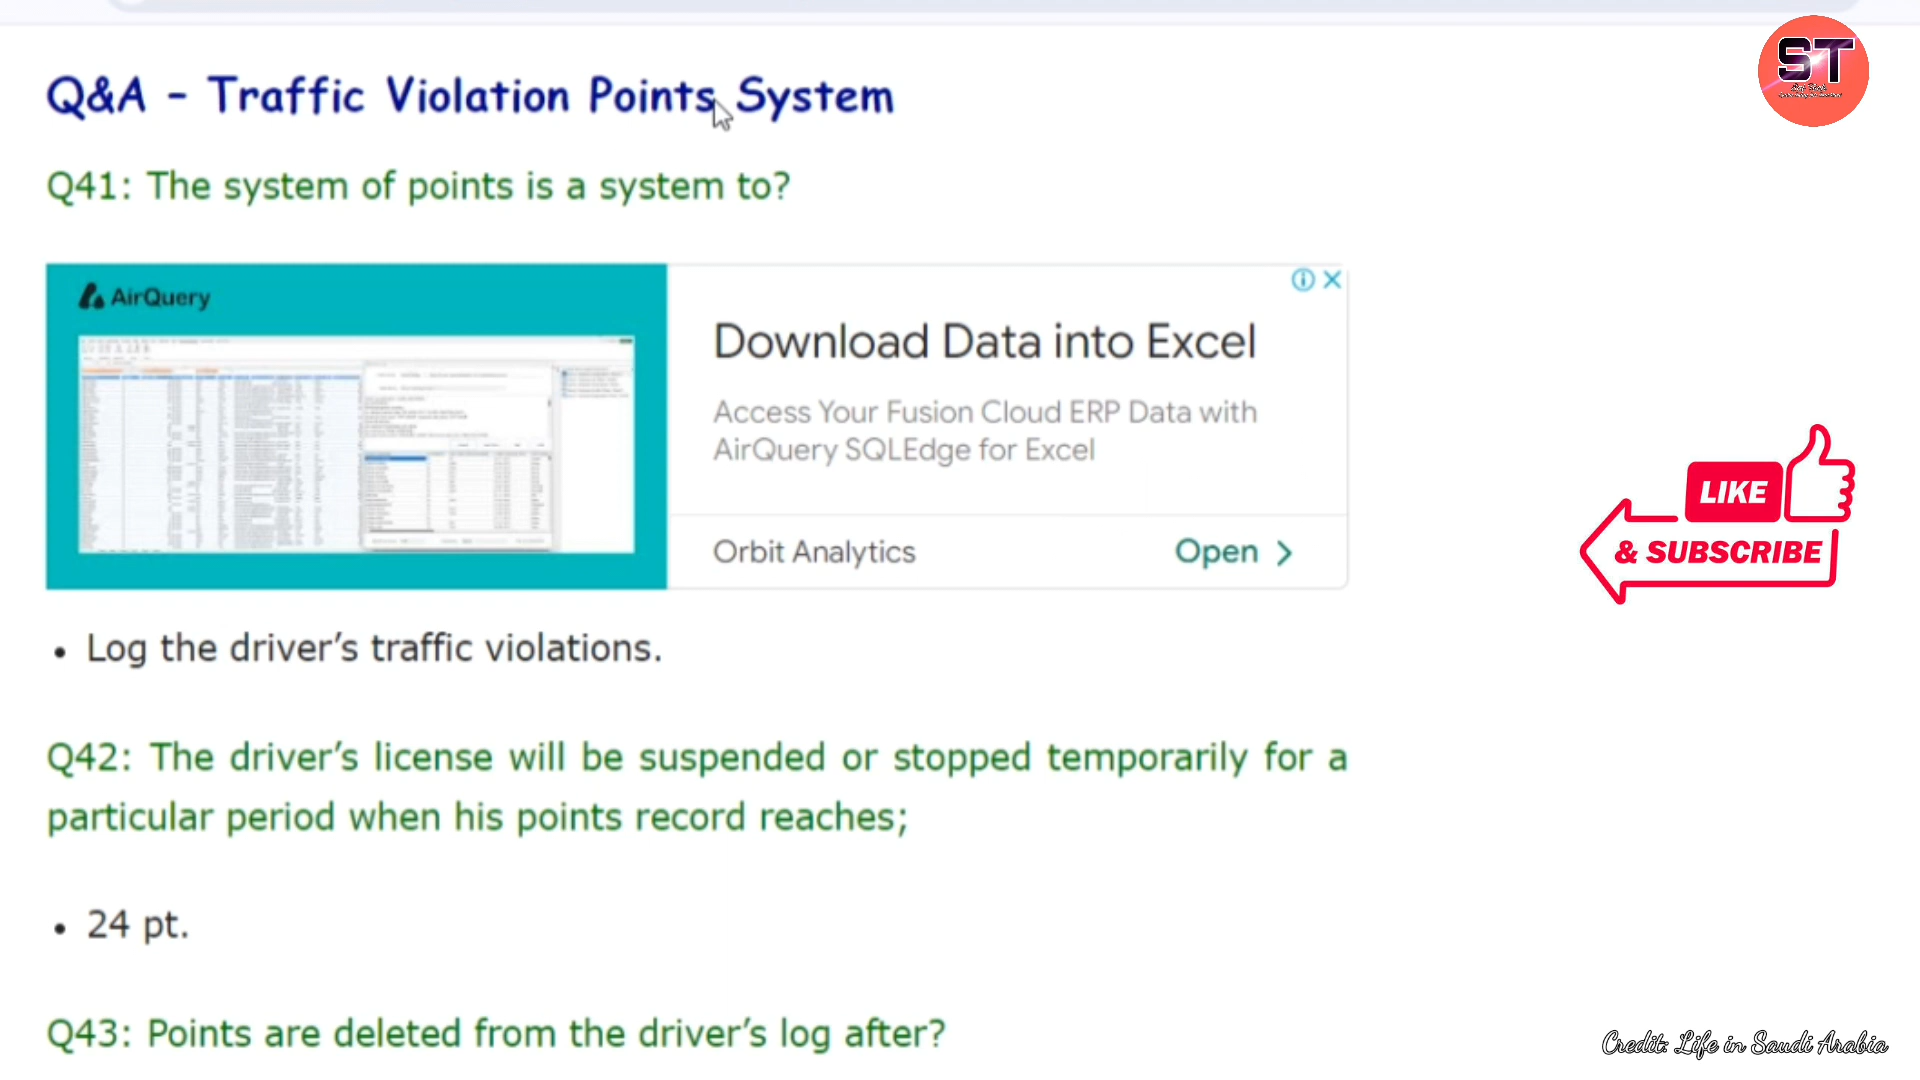 ST
Q&A - Traffic Violation Points System
Q41: The system of points is a system to?
AirQuery
Download Data into Excel
Access Your Fusion Cloud ERP Data with
AirQuery SQLEdge for Excel
Orbit Analytics
Open
LIKE
& SUBSCRIBE
• Log the driver’s traffic violations.
Q42: The driver’s license will be suspended or stopped temporarily for a
particular period when his points record reaches;
• 24 pt.
Q43: Points are deleted from the driver’s log after?
Credit: Life in Saudi Arabia